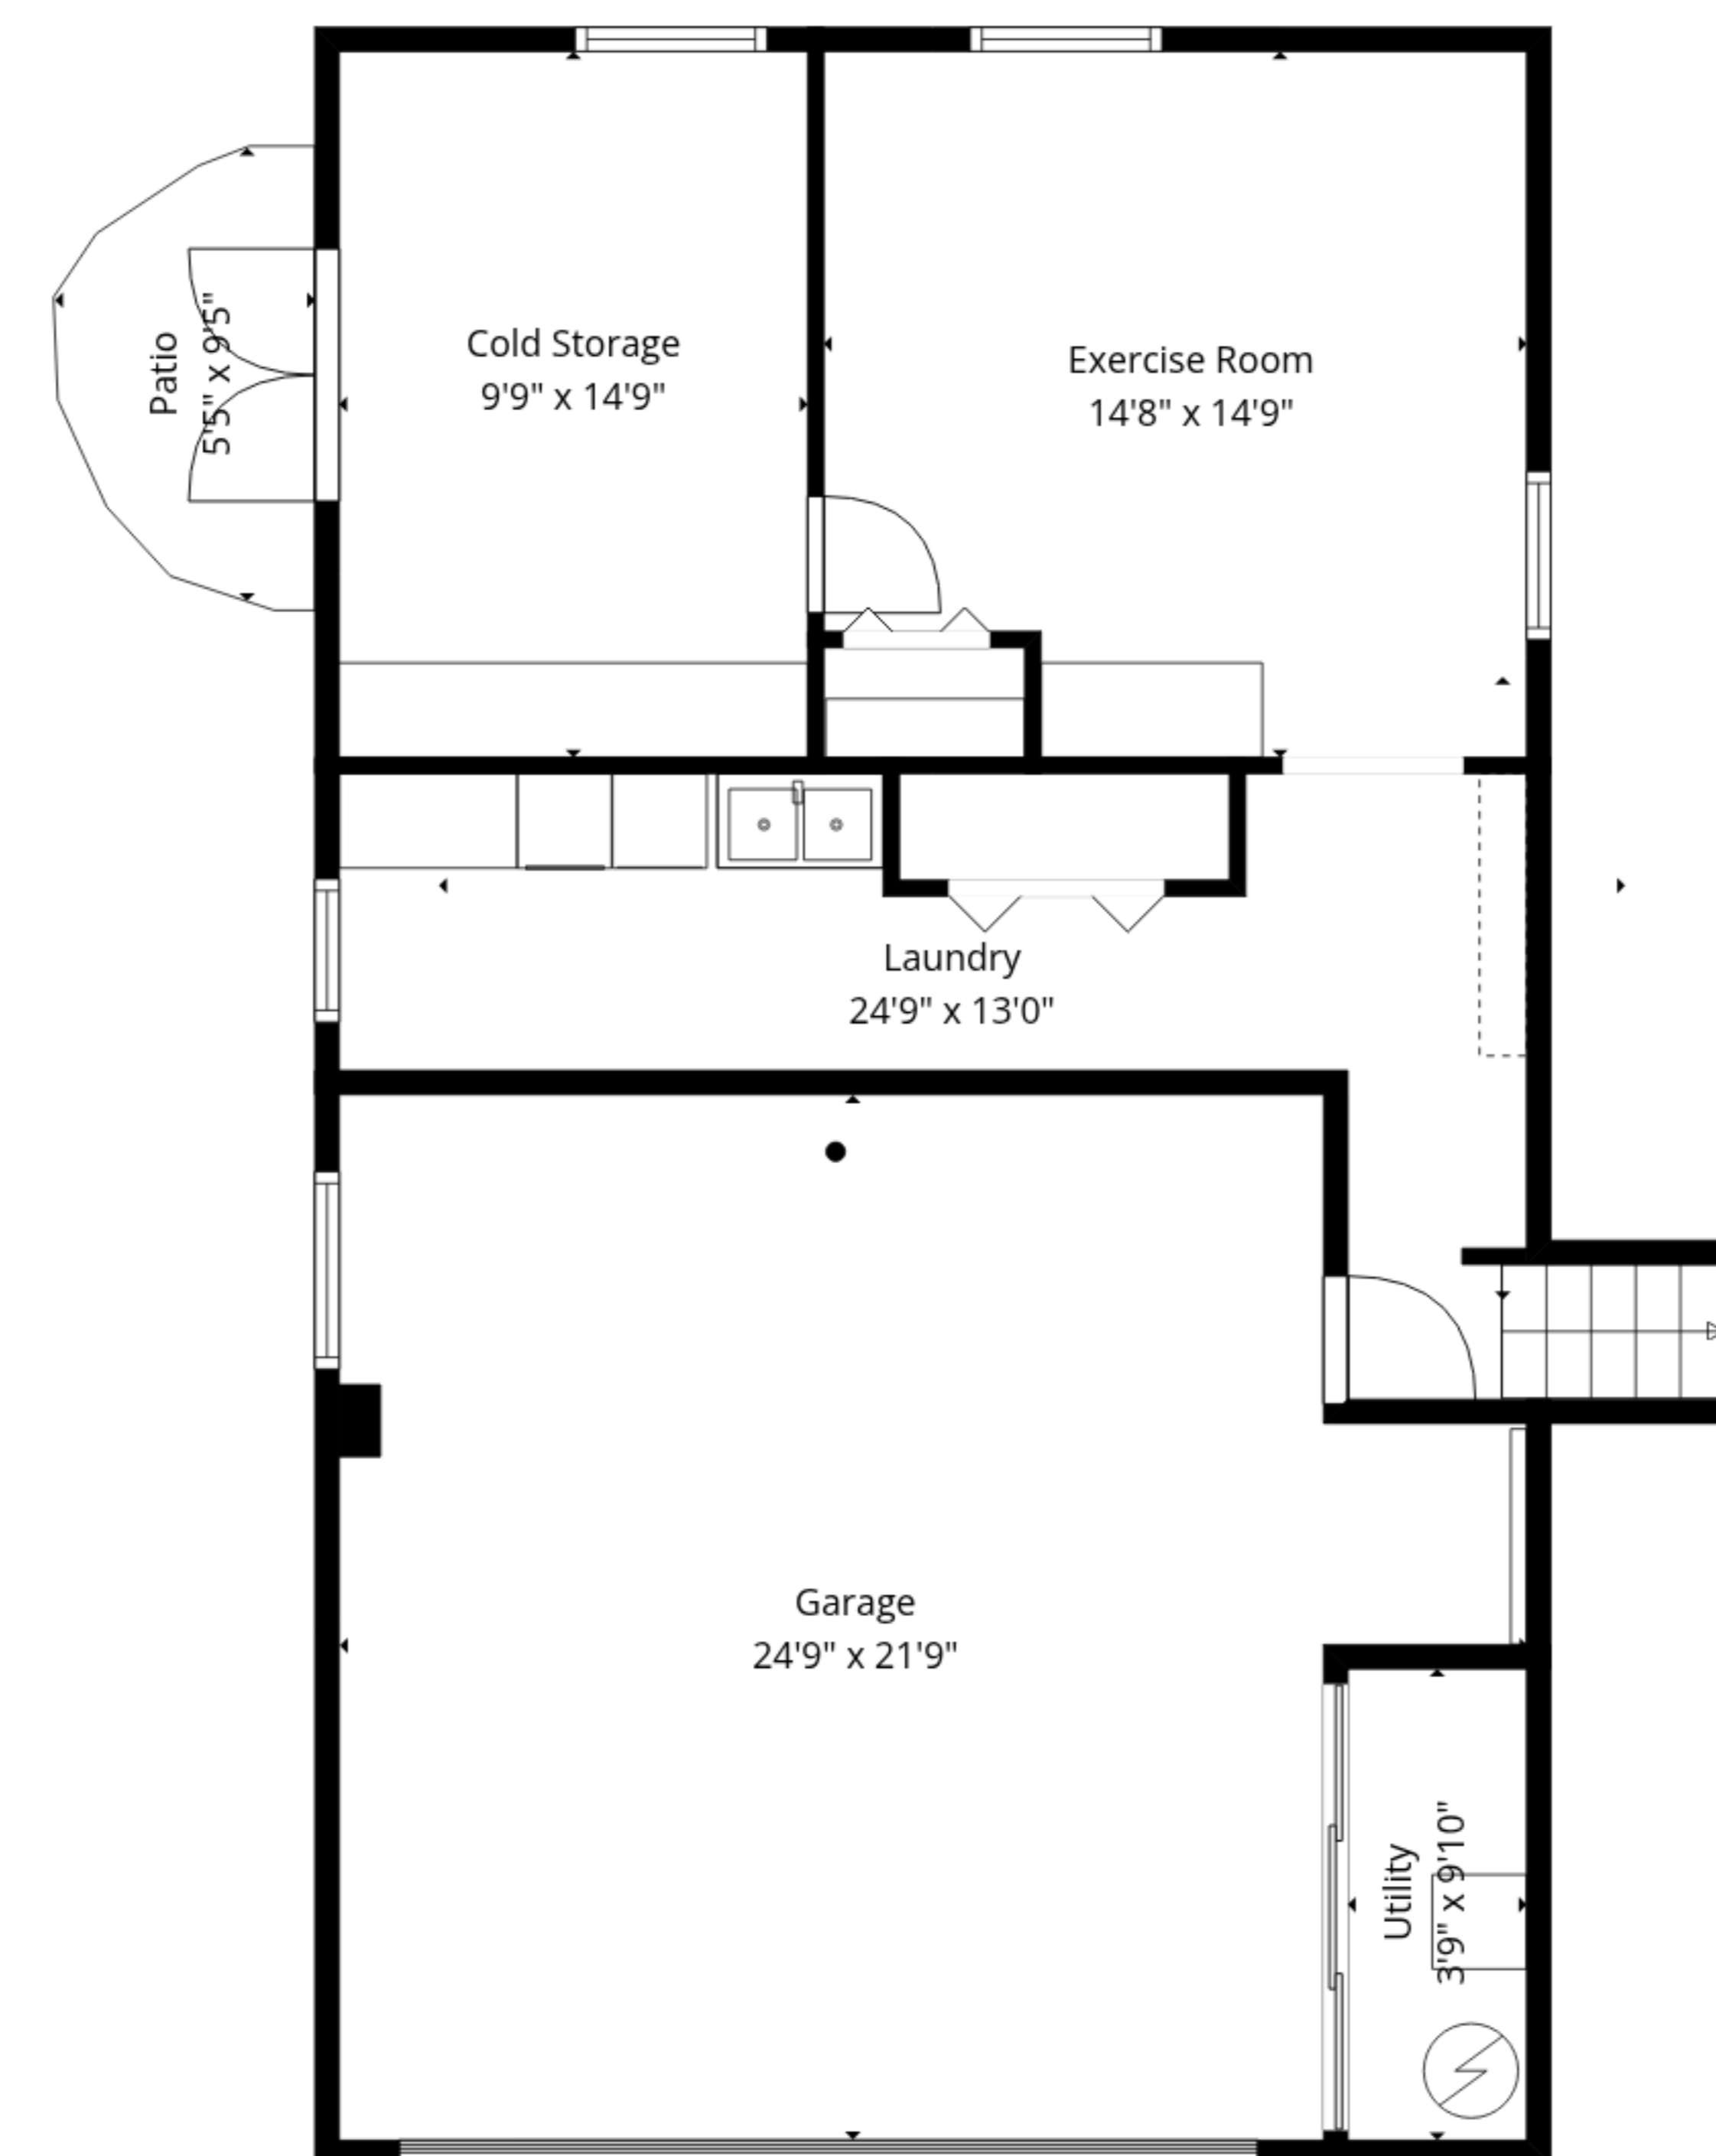 Patio
5'5" x 9'5"
Cold Storage
9'9" x 14'9"
Exercise Room
14'8" x 14'9"
Laundry
24'9" x 13'0"
Garage
24'9" x 21'9"
Utility
3'9" x 9'10"